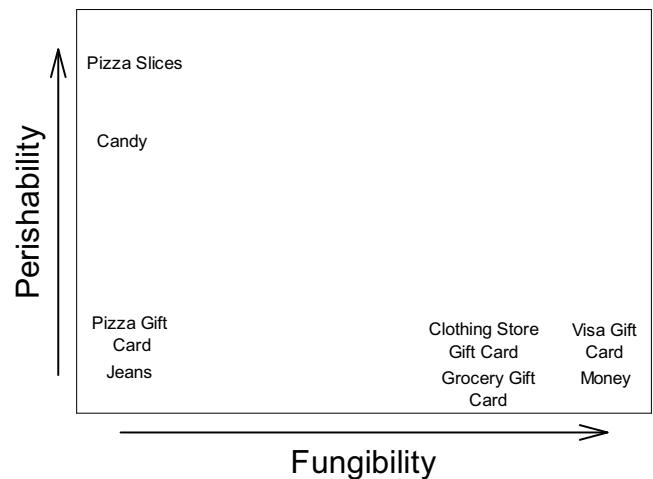 Perishability
Pizza Slices
Candy
Pizza Gift
Card
Jeans
Clothing Store
Gift Card
Grocery Gift
Card
Visa Gift
Card
Money
Fungibility